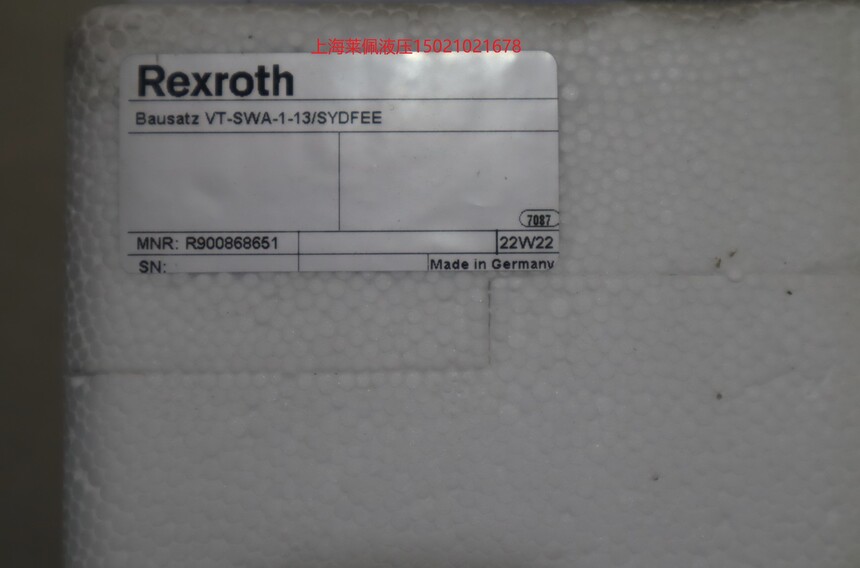 上海莱佩液压15021021678
Rexroth
Bausatz VT-SWA-1-13/SYDFEE
7087
MNR: R900868651
22W22
SN:
Made in Germany